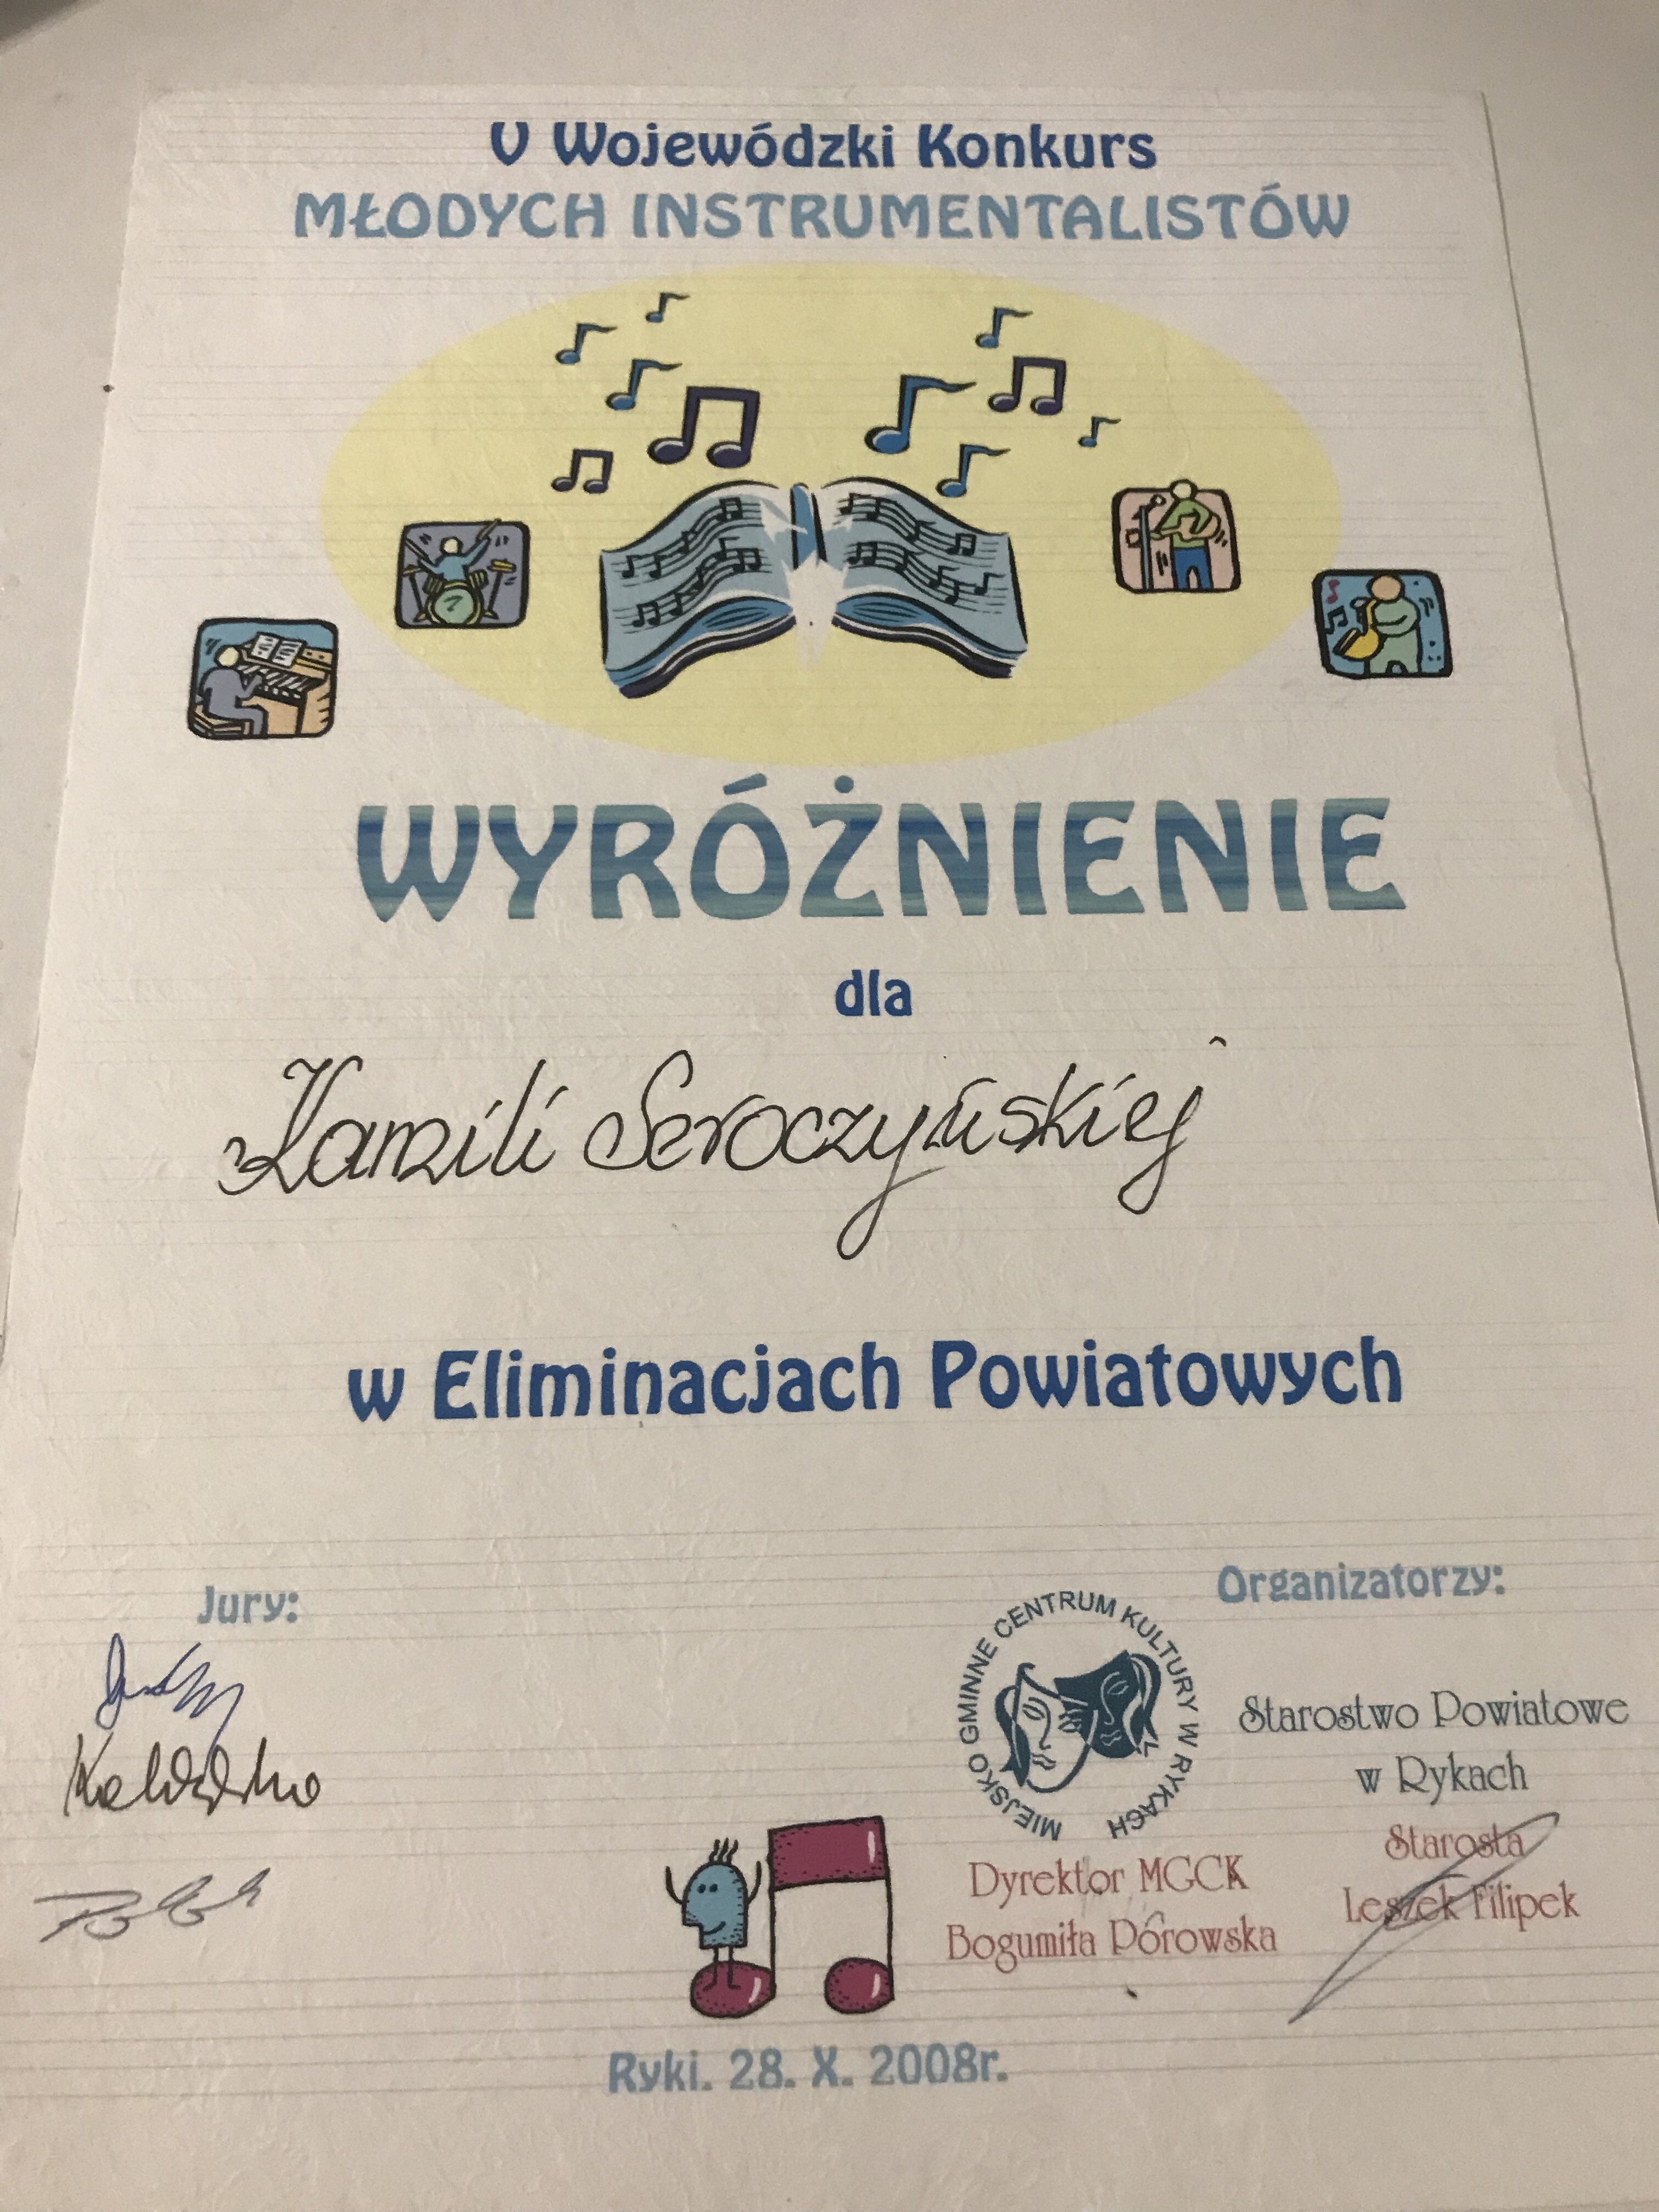 V Wojewódzki Konkurs
MŁODYCH INSTRUMENTALISTÓW
WYRÓŻNIENIE
dla
Kamili Seroczyńskiej
w Eliminacjach Powiatowych
Jury:
Organizatorzy:
MIEJSKO GMINNE CENTRUM KULTURY W RYKACH
Starostwo Powiatowe
w Rykach
Starosta
Leszek Filipek
Dyrektor MGCK
Bogumiła Porowska
Ryki. 28. X. 2008r.